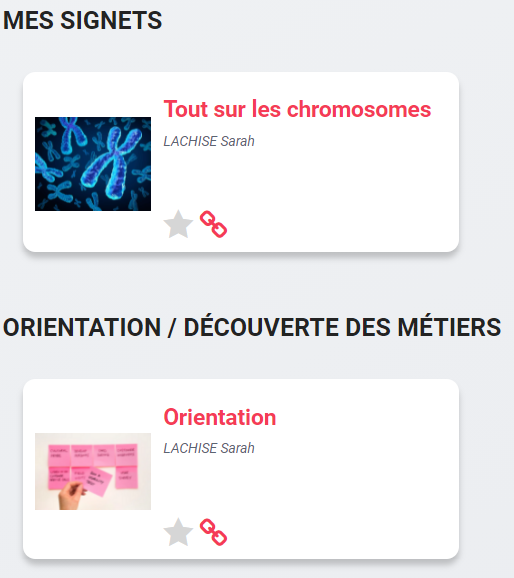 MES SIGNETS
Tout sur les chromosomes
LACHISE Sarah
ORIENTATION / DÉCOUVERTE DES MÉTIERS
Orientation
LACHISE Sarah